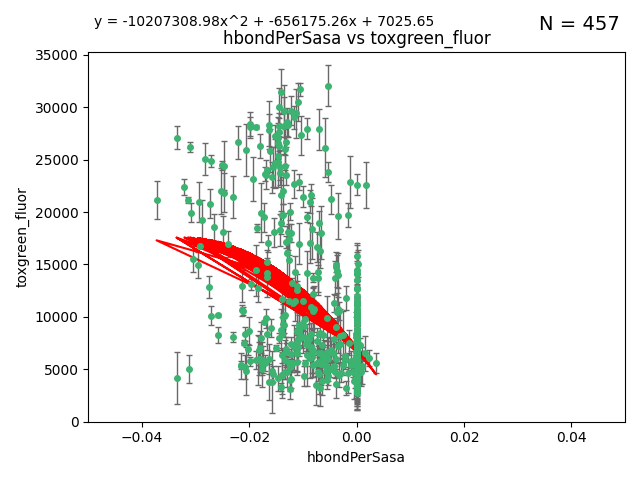 y = -10207308.98x^2 + -656175.26x + 7025.65
N = 457
hbondPerSasa vs toxgreen_fluor
35000
30000
25000
20000
15000
10000
5000
0
toxgreen_fluor
−0.04
−0.02
0.00
0.02
0.04
hbondPerSasa